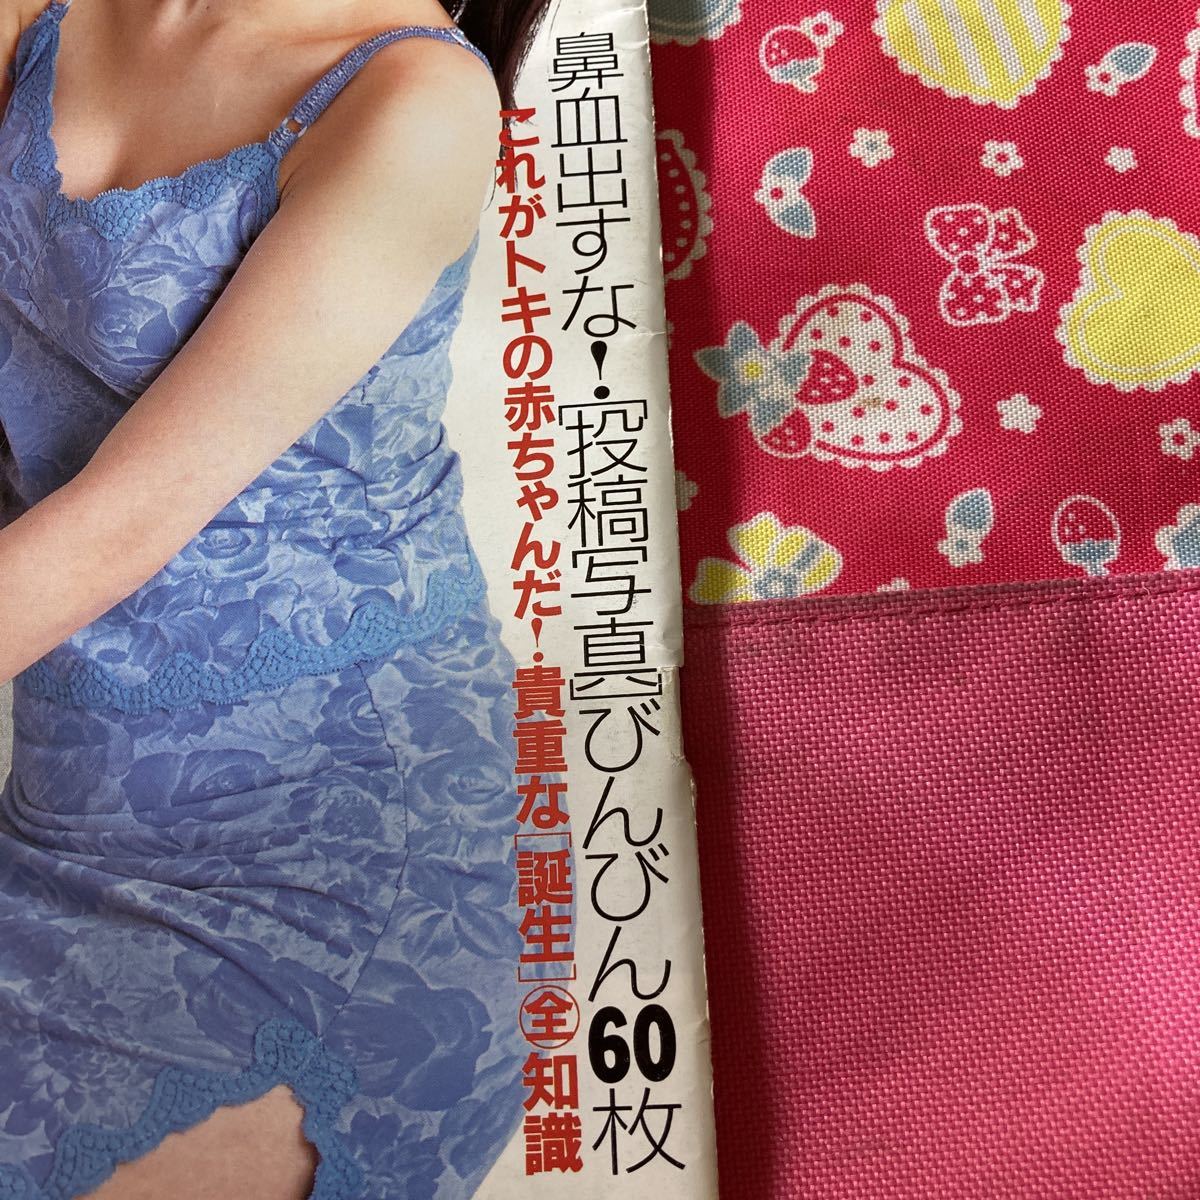 鼻血出すな!・[投稿写真]びんびん60枚
これがトキの赤ちゃんだ!・貴重な[誕生]全知識